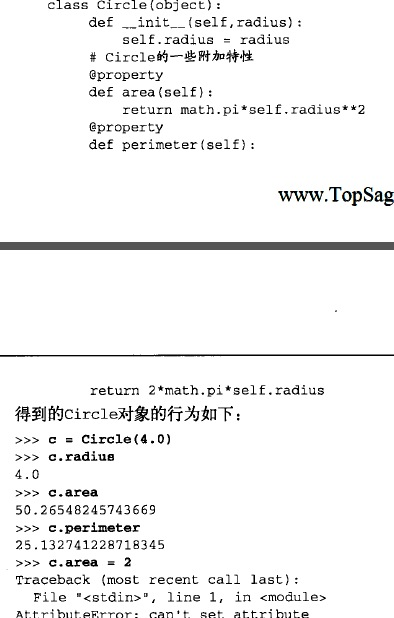 class Circle(object):
def __init__(self,radius):
self.radius = radius
# Circle的一些附加特性
@property
def area(self):
return math.pi*self.radius**2
@property
def perimeter(self):
www.TopSag
return 2*math.pi*self.radius
得到的Circle对象的行为如下：
>>> c = Circle(4.0)
>>> c.radius
4.0
>>> c.area
50.26548245743669
>>> c.perimeter
25.132741228718345
>>> c.area = 2
Traceback (most recent call last):
File "<stdin>", line 1, in <module>
AttributeError: can't set attribute